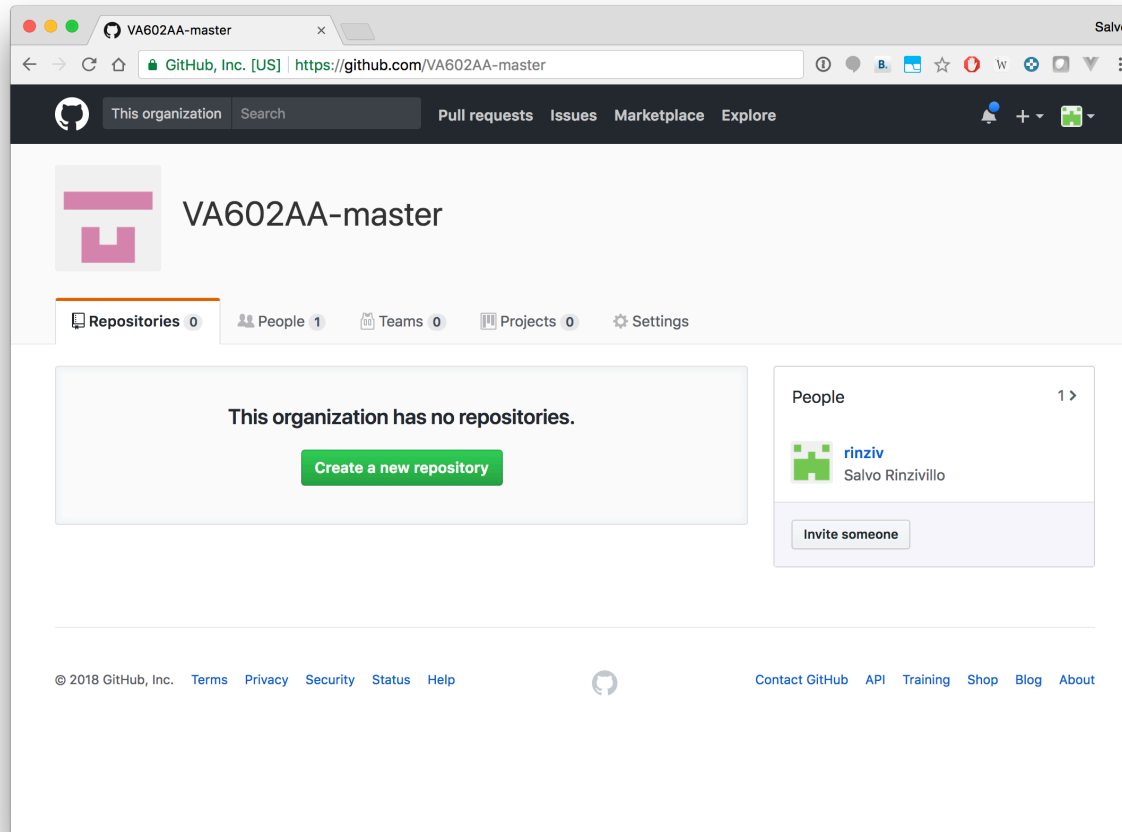 VA602AA-master
Salv
GitHub, Inc. [US] https://github.com/VA602AA-master
B. W
This organization Search Pull requests Issues Marketplace Explore
VA602AA-master
Repositories 0 People 1 Teams 0 Projects 0 Settings
This organization has no repositories.
Create a new repository
People 1
rinziv
Salvo Rinzivillo
Invite someone
© 2018 GitHub, Inc. Terms Privacy Security Status Help
Contact GitHub API Training Shop Blog About